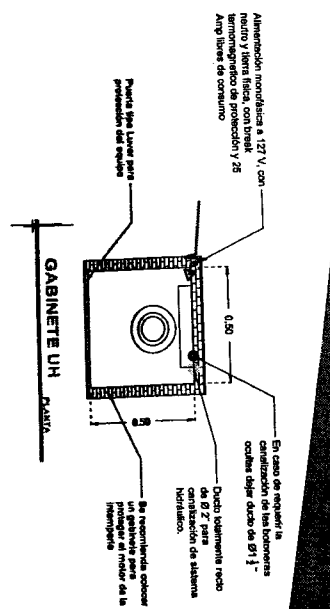 Alimentación monofásica a 127 V, con
neutro y tierra física, con break
termomagnetico de protección y 25
Amp libres de consumo
En caso de requerir la
canalización de las botoneras
ocultas dejar ducto de Ø1 ½"
0.50
0.50
Ducto totalmente recto
de Ø 2" para
canalización de sistema
hidráulico.
Puerta tipo Luver para
protección del equipo
Se recomienda colocar
un gabinete para
proteger el motor de la
intemperie
GABINETE UH
PLANTA